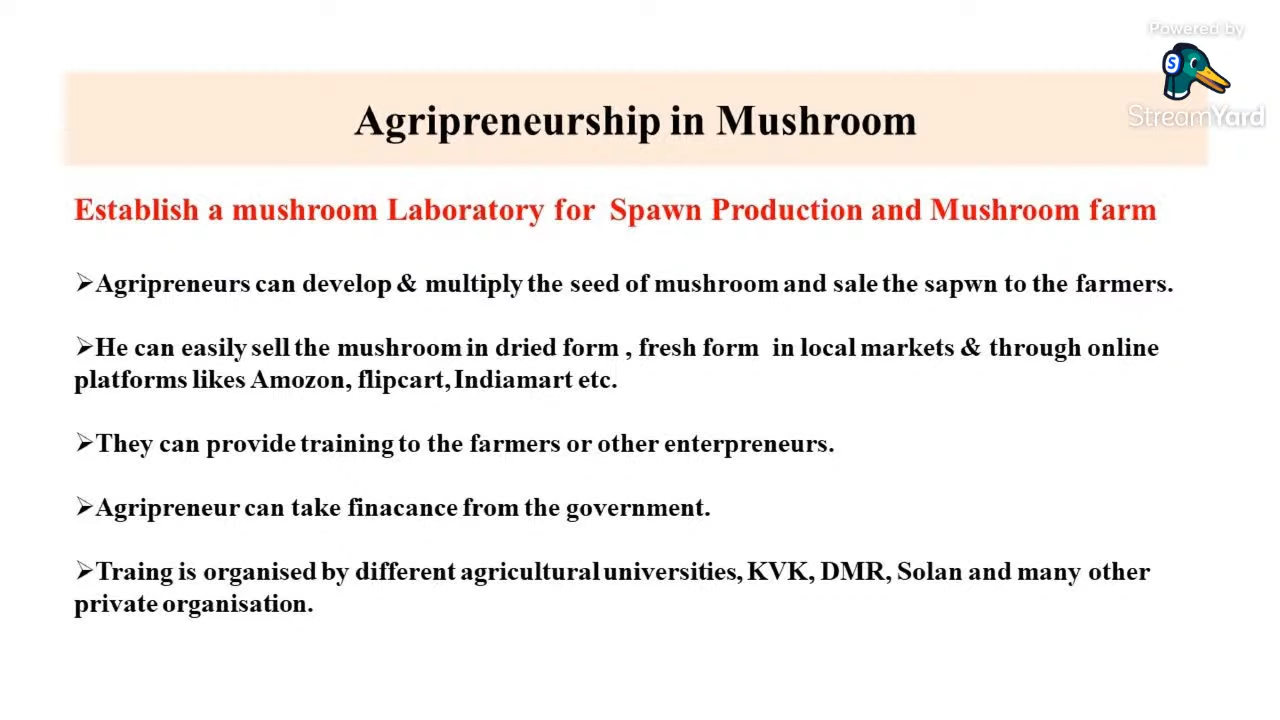 Powered by
S
StreamYard
Agripreneurship in Mushroom
Establish a mushroom Laboratory for Spawn Production and Mushroom farm
➢Agripreneurs can develop & multiply the seed of mushroom and sale the sapwn to the farmers.
➢He can easily sell the mushroom in dried form , fresh form in local markets & through online
platforms likes Amozon, flipcart, Indiamart etc.
➢They can provide training to the farmers or other enterpreneurs.
➢Agripreneur can take finacance from the government.
➢Traing is organised by different agricultural universities, KVK, DMR, Solan and many other
private organisation.